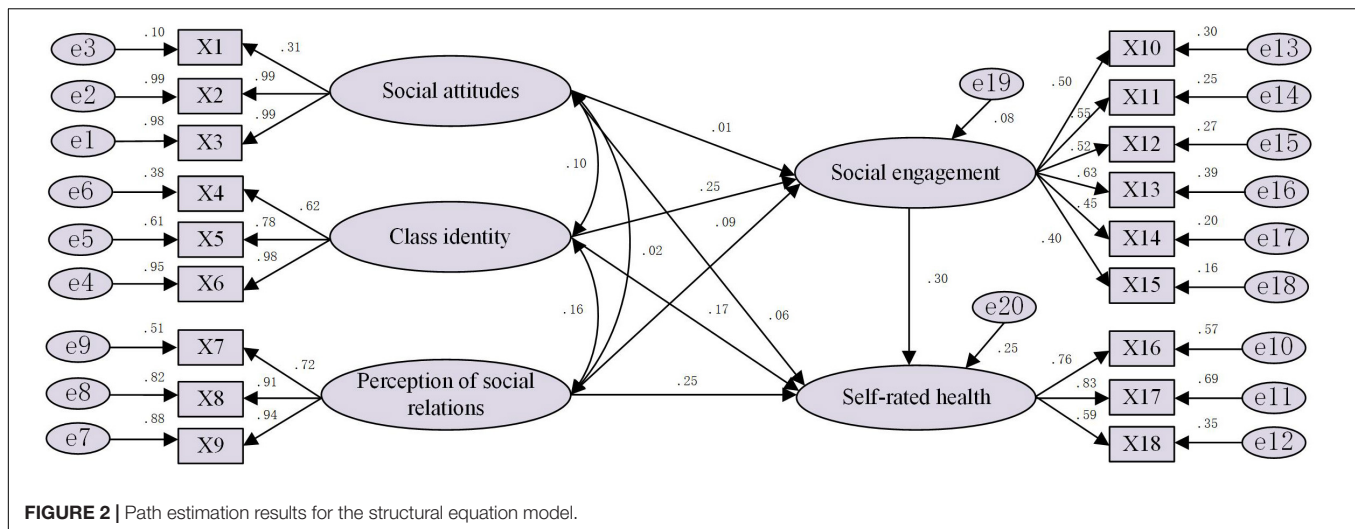 e3
.10
X1
.31
e2
.99
X2
.99
e1
.98
X3
.99
Social attitudes
e6
.38
X4
.62
e5
.61
X5
.78
e4
.95
X6
.98
Class identity
e9
.51
X7
.72
e8
.82
X8
.91
e7
.88
X9
.94
Perception of social
relations
.10
.16
.02
.01
.25
.09
.17
.06
.25
e19
.08
Social engagement
.30
e20
.25
Self-rated health
.50
X10
.30
e13
.55
X11
.25
e14
.52
X12
.27
e15
.63
X13
.39
e16
.45
X14
.20
e17
.40
X15
.16
e18
.76
X16
.57
e10
.83
X17
.69
e11
.59
X18
.35
e12
FIGURE 2 | Path estimation results for the structural equation model.